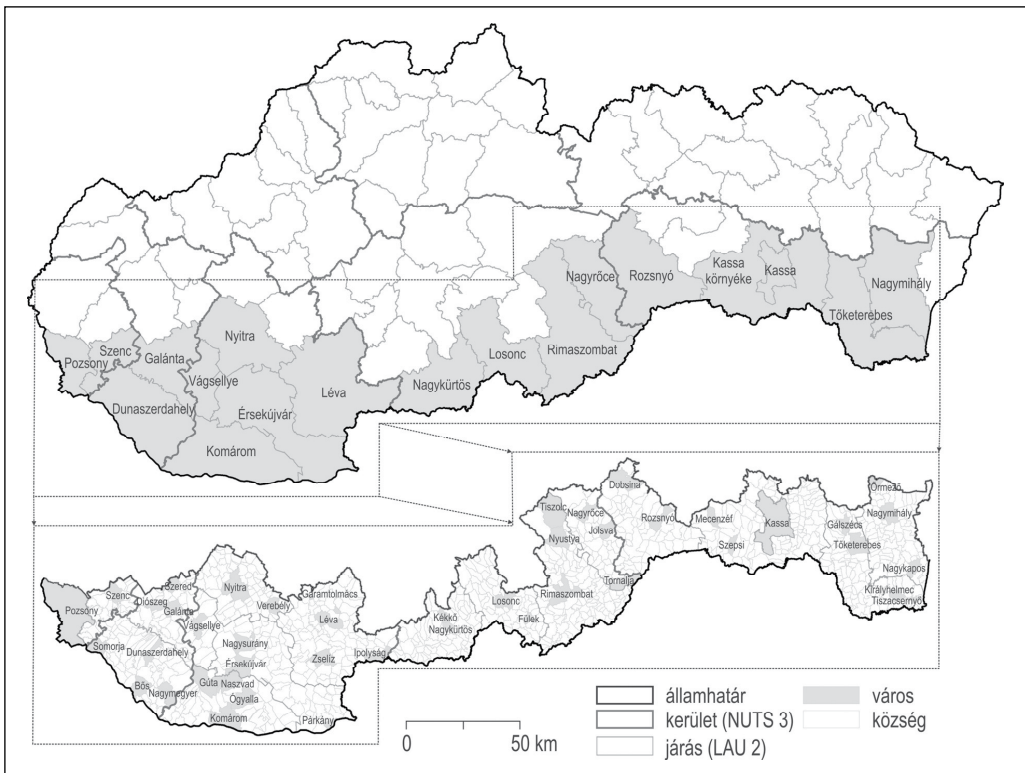 Pozsony
Szenc
Galánta
Dunaszerdahely
Nyitra
Vágsellye
Érsekújvár
Komárom
Léva
Nagykürtös
Losonc
Rimaszombat
Nagyrőce
Rozsnyó
Kassa
környéke
Kassa
Tőketerebes
Nagymihály
Pozsony
Szenc
Diószeg
Szered
Galánta
Vágsellye
Somorja
Dunaszerdahely
Bős
Nagymegyer
Nyitra
Verebély
Nagysurány
Érsekújvár
Gúta
Naszvad
Ógyalla
Komárom
Garamtolmács
Léva
Zselíz
Ipolyság
Párkány
Kékkő
Nagykürtös
Losonc
Fülek
Tiszolc
Nagyrőce
Jolsva
Nyustya
Rimaszombat
Tornalja
Dobsina
Rozsnyó
Mecenzéf
Szepsi
Kassa
Gálszécs
Tőketerebes
Őrmező
Nagymihály
Nagykapos
Királyhelmec
Tiszacsernyő
0
50 km
államhatár
kerület (NUTS 3)
járás (LAU 2)
város
község